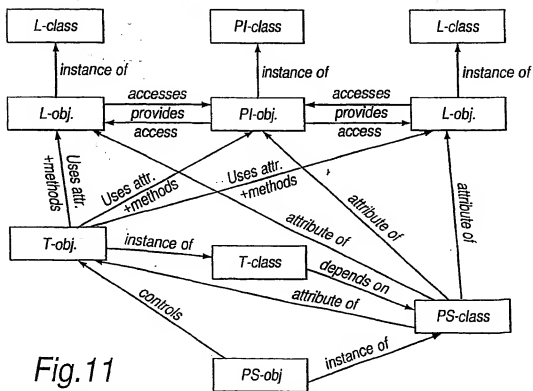 L-class
PI-class
L-class
instance of
instance of
instance of
accesses
accesses
L-obj.
provides
PI-obj.
provides
L-obj.
access
access
Uses attr.
+methods
Uses attr.
+methods
Uses attr.
+methods
attribute of
attribute of
attribute of
T-obj.
instance of
T-class
depends on
attribute of
PS-class
controls
PS-obj
instance of
Fig.11